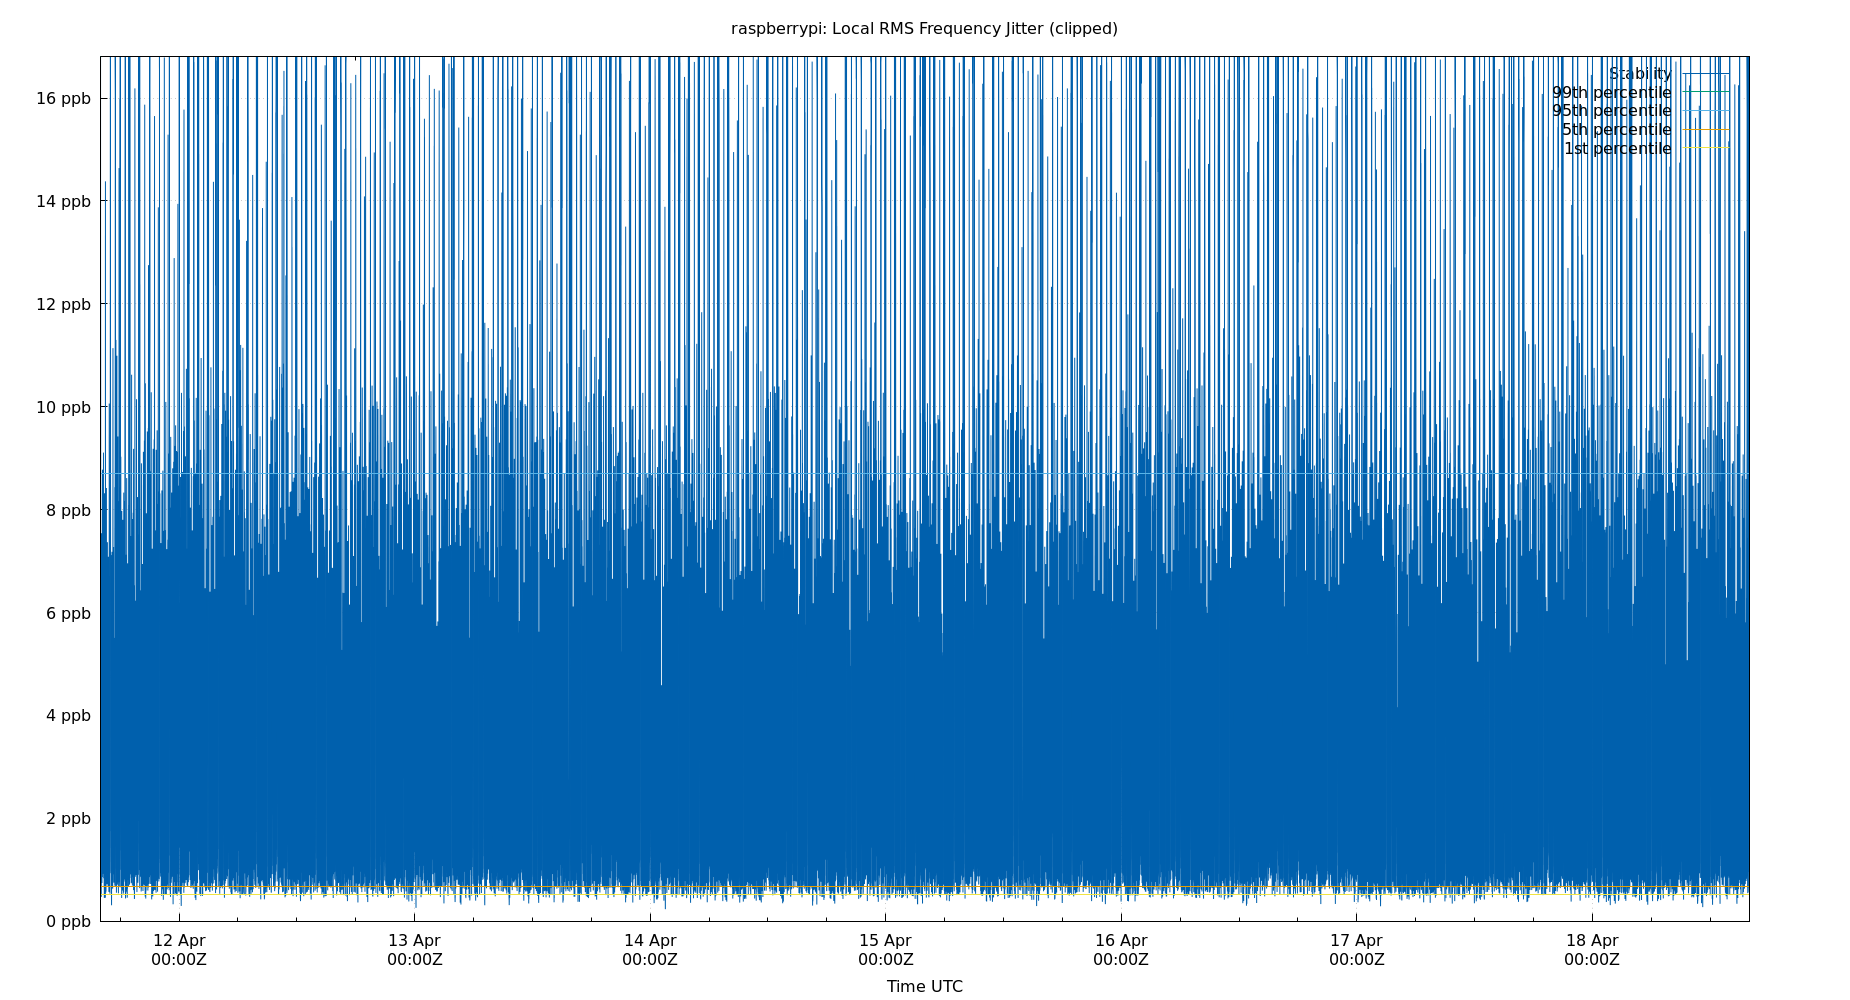 raspberrypi: Local RMS Frequency Jitter (clipped)
Stability
99th percentile
95th percentile
5th percentile
1st percentile
16 ppb
14 ppb
12 ppb
10 ppb
8 ppb
6 ppb
4 ppb
2 ppb
0 ppb
12 Apr 13 Apr 14 Apr 15 Apr 16 Apr 17 Apr 18 Apr
00:00Z 00:00Z 00:00Z 00:00Z 00:00Z 00:00Z 00:00Z
Time UTC